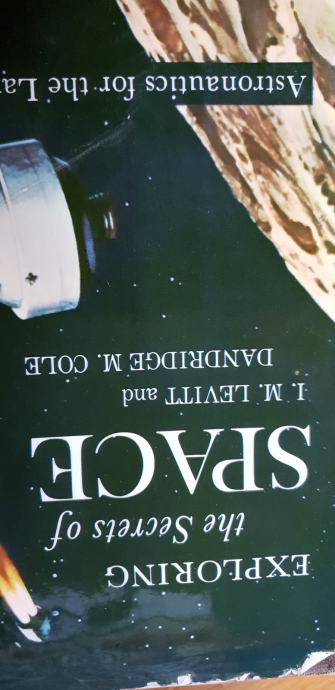 EXPLORING
the Secrets of
SPACE
I. M. LEVITT and
DANDRIDGE M. COLE
Astronautics for the